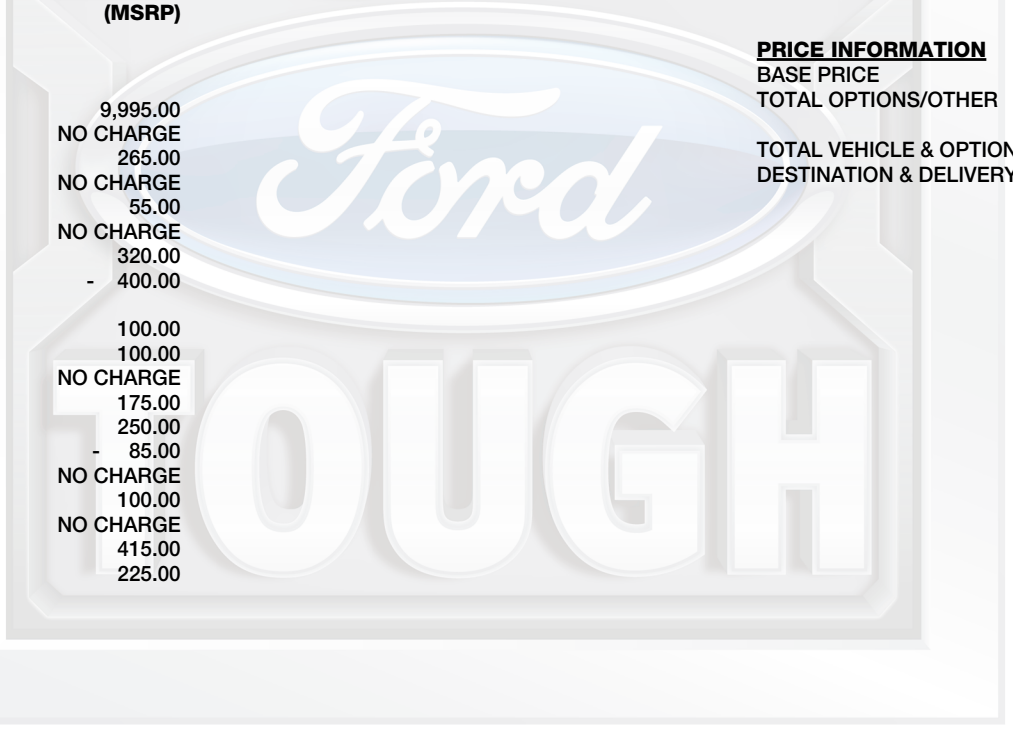 (MSRP)
9,995.00
NO CHARGE
265.00
NO CHARGE
55.00
NO CHARGE
320.00
- 400.00
100.00
100.00
NO CHARGE
175.00
250.00
- 85.00
NO CHARGE
100.00
NO CHARGE
415.00
225.00
PRICE INFORMATION
BASE PRICE
TOTAL OPTIONS/OTHER
TOTAL VEHICLE & OPTION
DESTINATION & DELIVERY
Ford
TOUGH